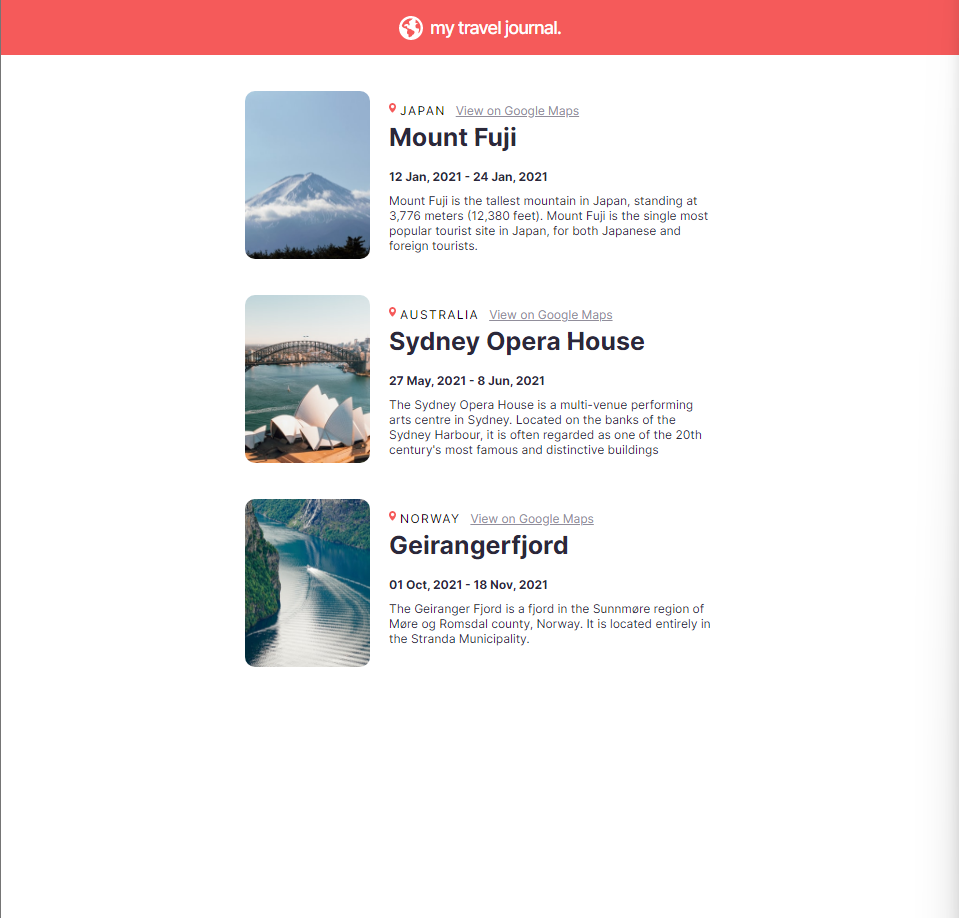 my travel journal.
JAPAN View on Google Maps
Mount Fuji
12 Jan, 2021 - 24 Jan, 2021
Mount Fuji is the tallest mountain in Japan, standing at
3,776 meters (12,380 feet). Mount Fuji is the single most
popular tourist site in Japan, for both Japanese and
foreign tourists.
AUSTRALIA View on Google Maps
Sydney Opera House
27 May, 2021 - 8 Jun, 2021
The Sydney Opera House is a multi-venue performing
arts centre in Sydney. Located on the banks of the
Sydney Harbour, it is often regarded as one of the 20th
century's most famous and distinctive buildings
NORWAY View on Google Maps
Geirangerfjord
01 Oct, 2021 - 18 Nov, 2021
The Geiranger Fjord is a fjord in the Sunnmøre region of
Møre og Romsdal county, Norway. It is located entirely in
the Stranda Municipality.